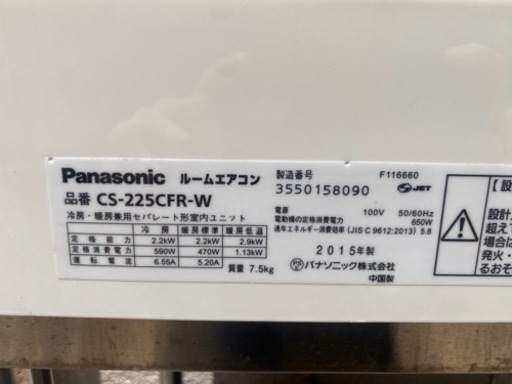 Panasonic ルームエアコン
品番 CS-225CFR-W
冷房・暖房兼用セパレート形室内ユニット
冷房 暖房標準 暖房低温
定格能力 2.2kW 2.2kW 2.9kW
定格消費電力 590W 470W 1.13kW
運転電流 6.55A 5.20A
質量 7.5kg
製造番号 F116660
3550158090 JET
電源 100V 50/60Hz
電動機の定格消費電力 650W
通年エネルギー消費効率 (JIS C 9612:2013) 5.8
2015年製
PSE パナソニック株式会社
中国製
設計
超えて
場合は
発火・
るおそ